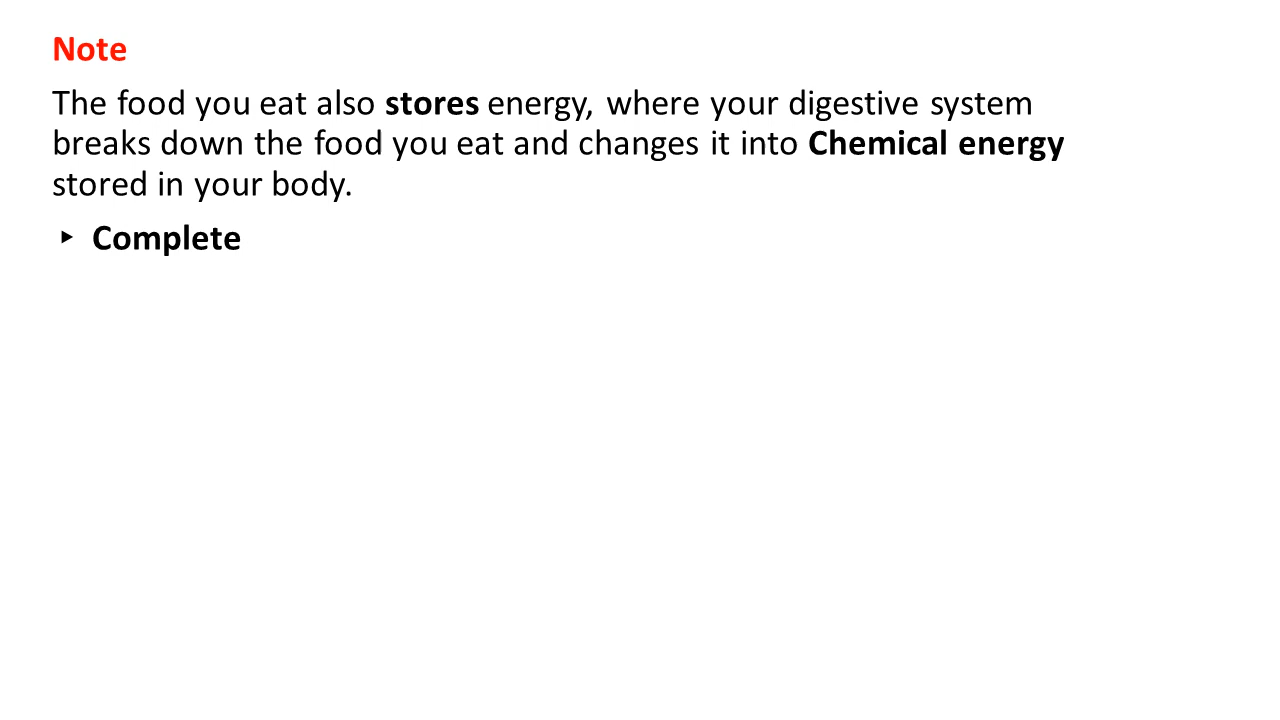 Note
The food you eat also stores energy, where your digestive system
breaks down the food you eat and changes it into Chemical energy
stored in your body.
‣ Complete